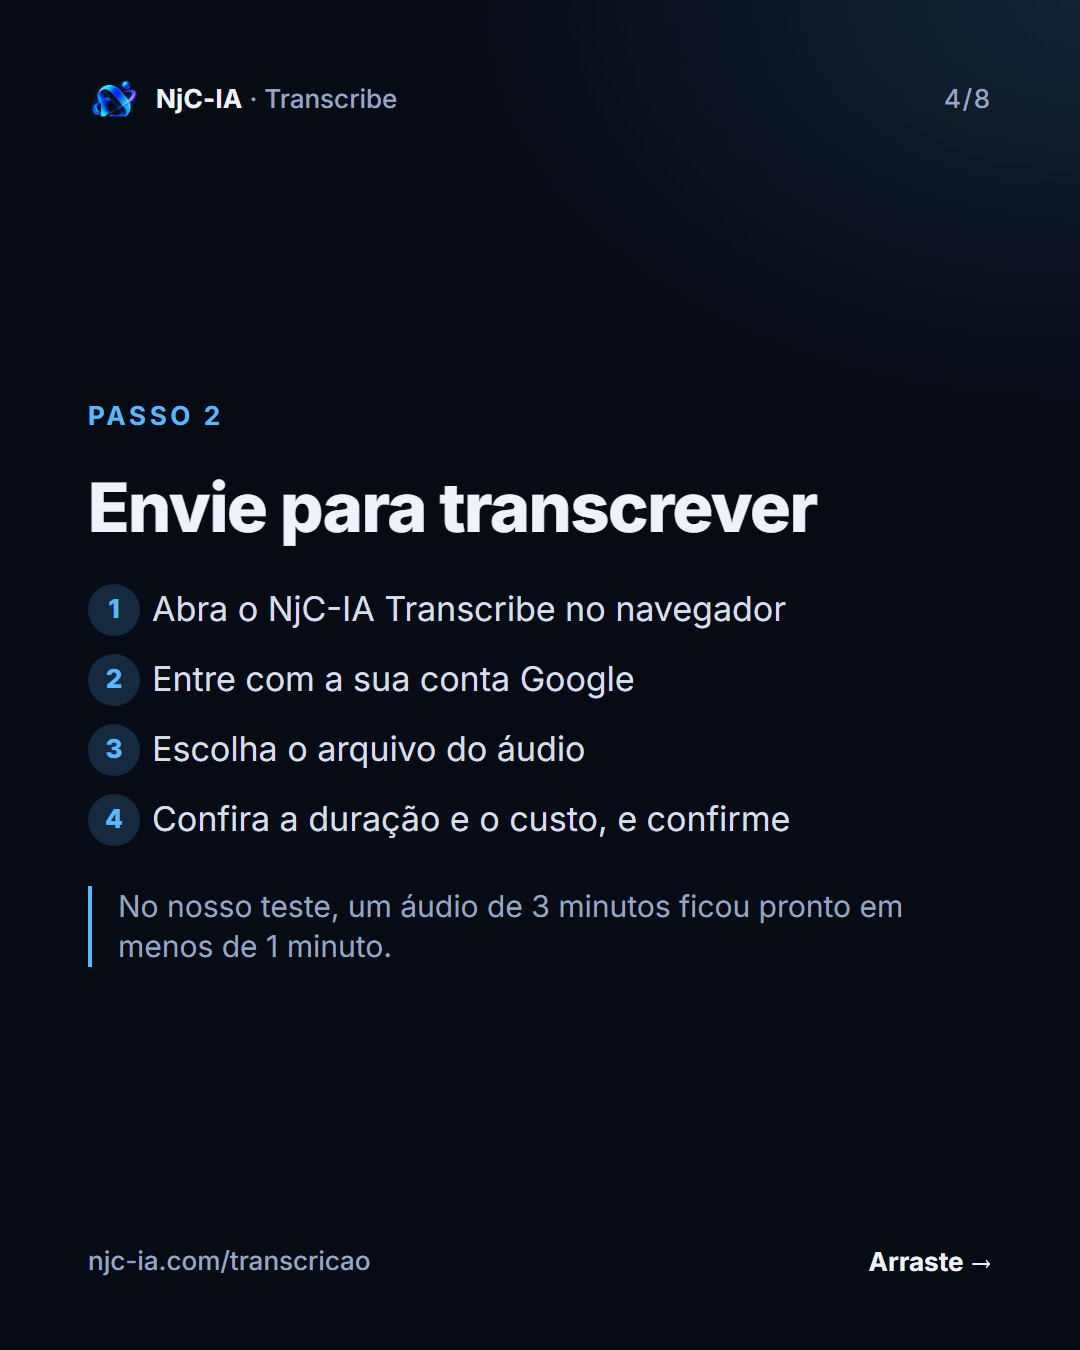 NjC-IA · Transcribe
4/8
PASSO 2
Envie para transcrever
1 Abra o NjC-IA Transcribe no navegador
2 Entre com a sua conta Google
3 Escolha o arquivo do áudio
4 Confira a duração e o custo, e confirme
No nosso teste, um áudio de 3 minutos ficou pronto em
menos de 1 minuto.
njc-ia.com/transcricao
Arraste →